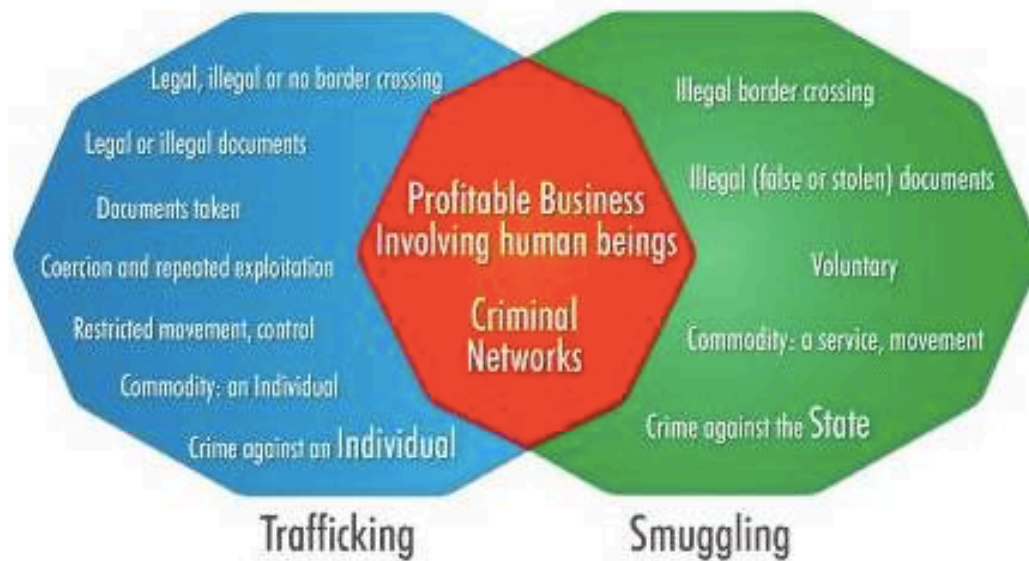 Legal, illegal or no border crossing
Legal or illegal documents
Documents taken
Coercion and repeated exploitation
Restricted movement, control
Commodity: an Individual
Crime against an Individual
Profitable Business
Involving human beings
Criminal
Networks
Illegal border crossing
Illegal (false or stolen) documents
Voluntary
Commodity: a service, movement
Crime against the State
Trafficking
Smuggling